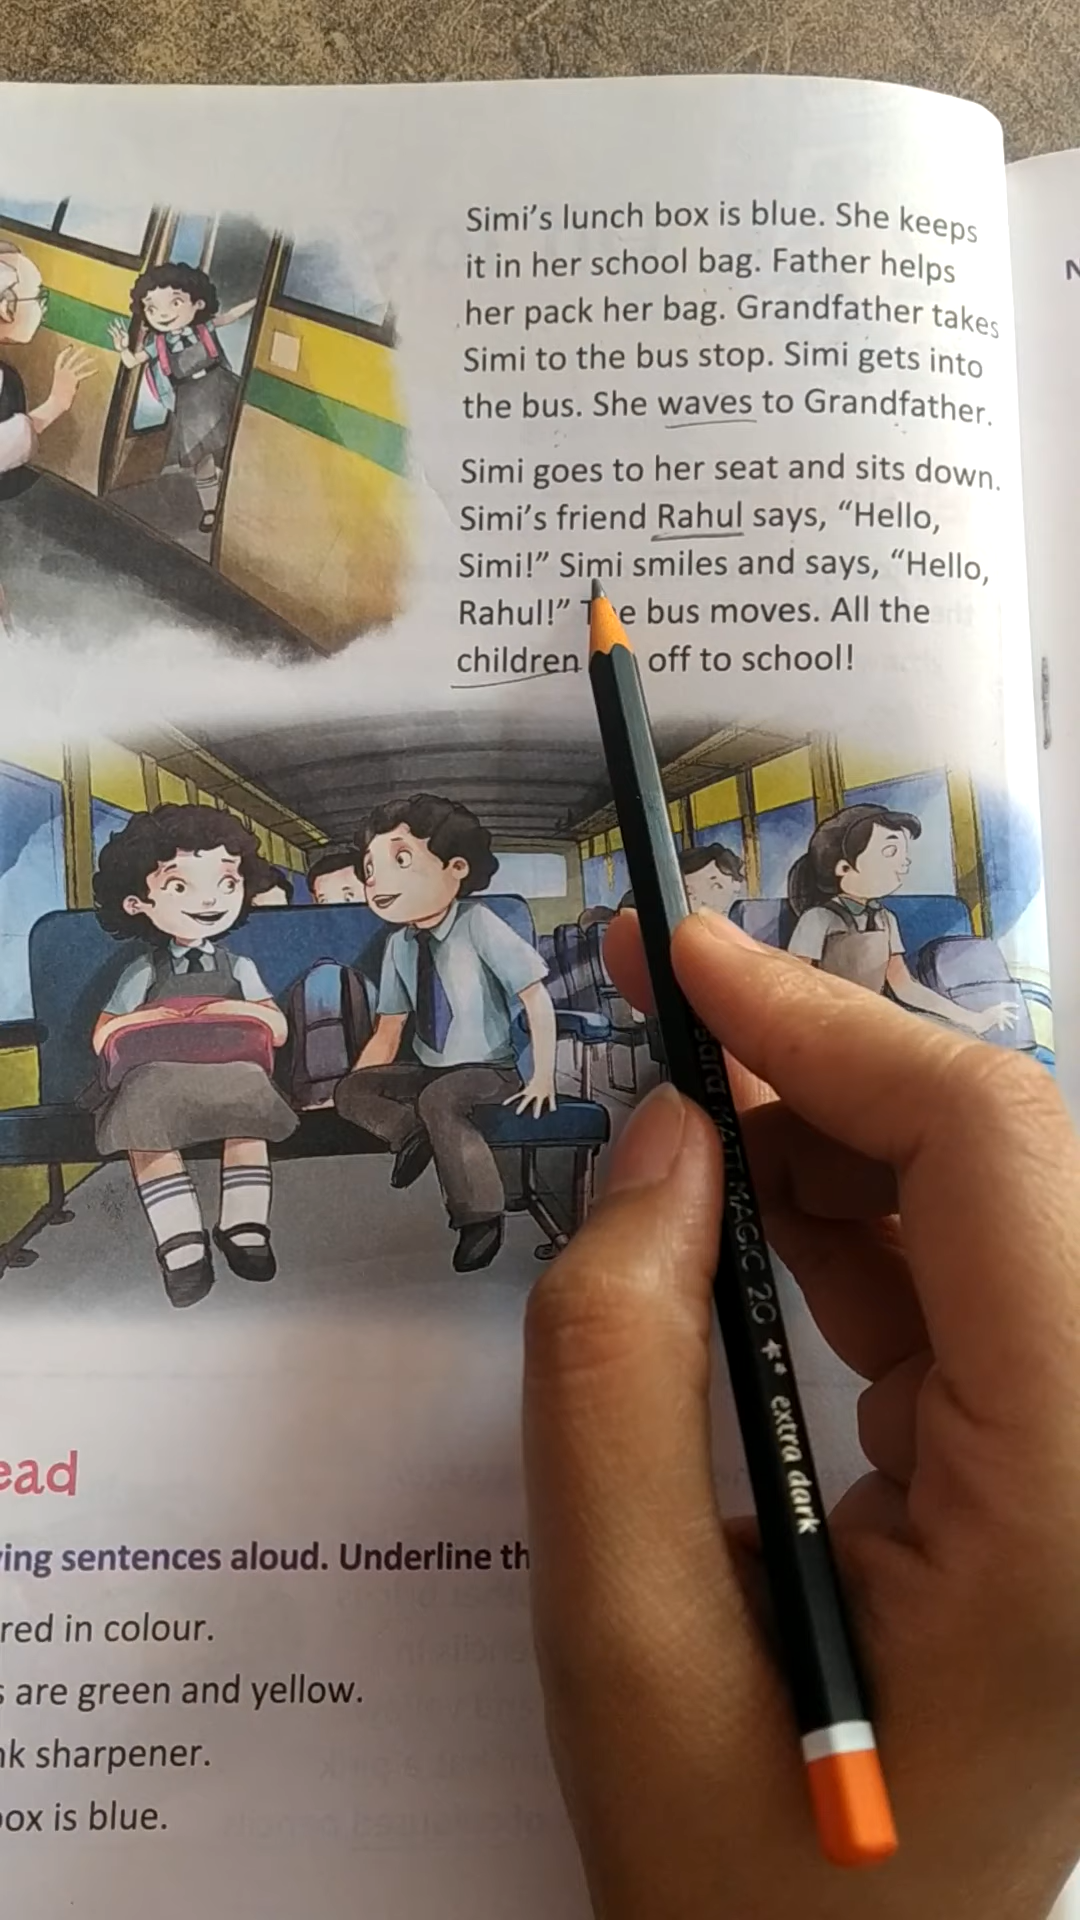 Simi's lunch box is blue. She keeps
it in her school bag. Father helps
her pack her bag. Grandfather takes
Simi to the bus stop. Simi gets into
the bus. She waves to Grandfather.
Simi goes to her seat and sits down.
Simi's friend Rahul says, “Hello,
Simi!” Simi smiles and says, “Hello,
Rahul!” The bus moves. All the
children off to school!
ead
ing sentences aloud. Underline th
red in colour.
s are green and yellow.
nk sharpener.
ox is blue.
N
MATT MAGIC 2.0 extra dark